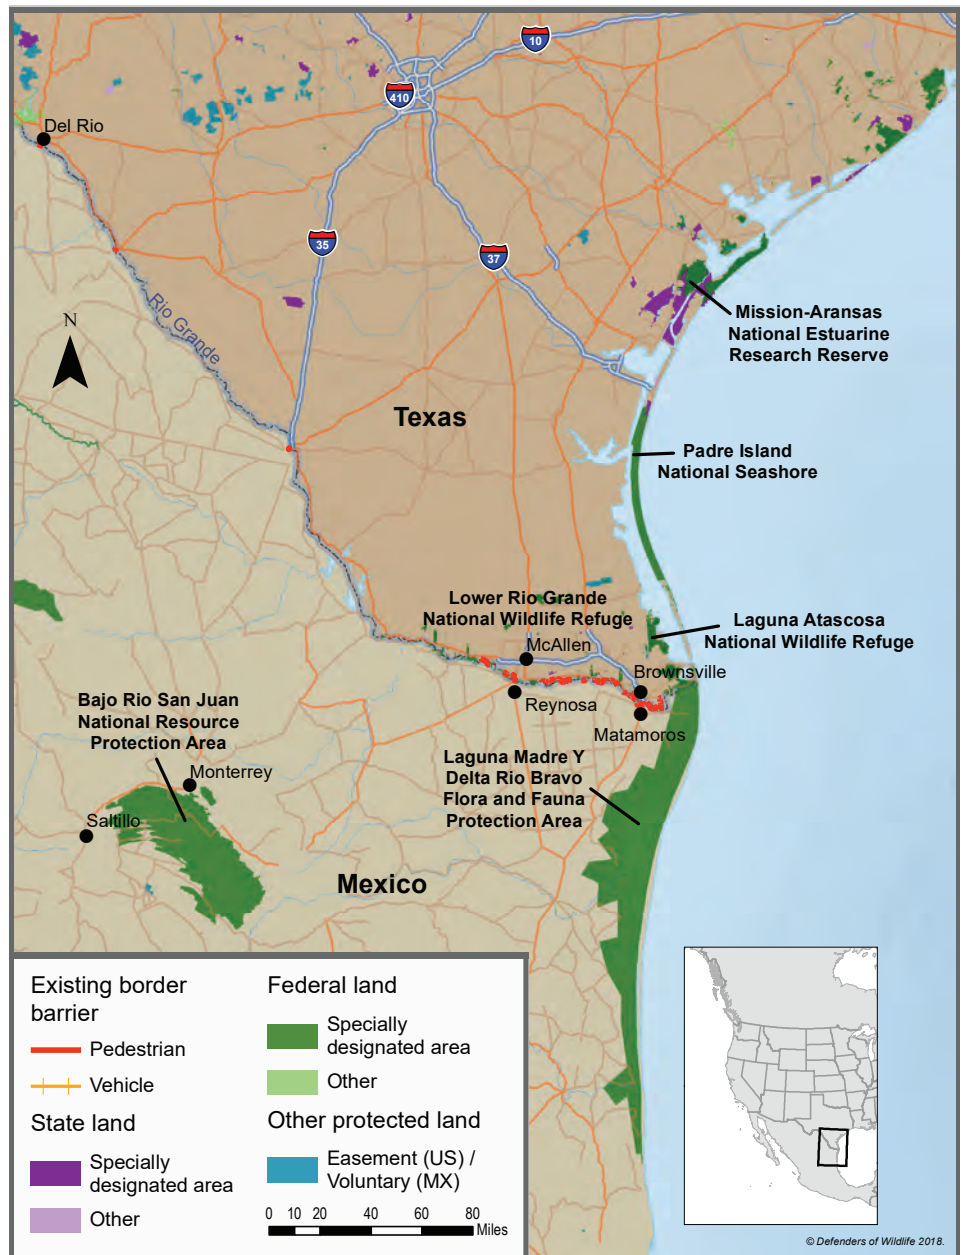 10
410
Del Rio
35
37
Rio Grande
N
Mission-Aransas
National Estuarine
Research Reserve
Texas
Padre Island
National Seashore
Lower Rio Grande
National Wildlife Refuge
McAllen
Laguna Atascosa
National Wildlife Refuge
Brownsville
Reynosa
Matamoros
Bajo Rio San Juan
National Resource
Protection Area
Monterrey
Saltillo
Laguna Madre Y
Delta Rio Bravo
Flora and Fauna
Protection Area
Mexico
Existing border
barrier
Pedestrian
Vehicle
State land
Specially
designated area
Other
Federal land
Specially
designated area
Other
Other protected land
Easement (US) /
Voluntary (MX)
0 10 20 40 60 80
Miles
© Defenders of Wildlife 2018.